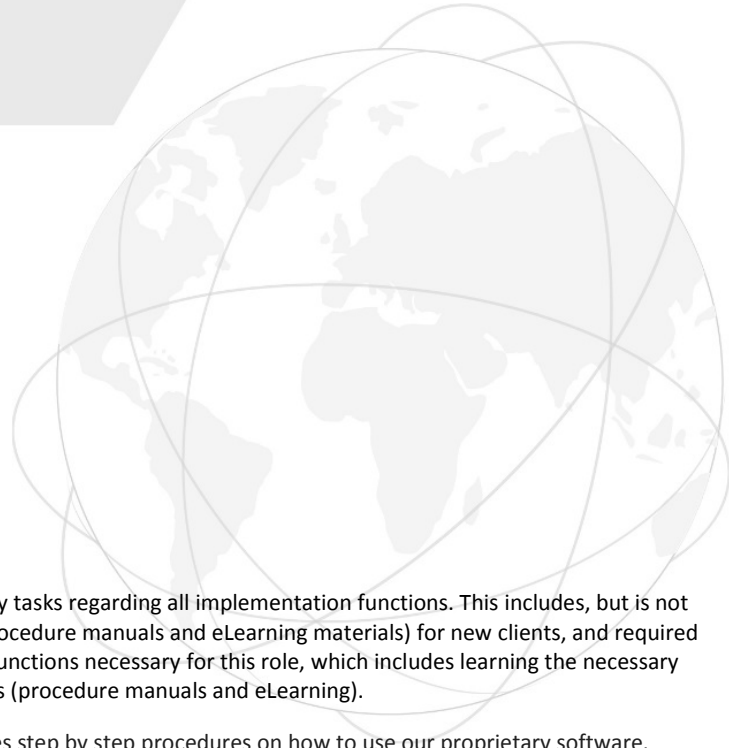 y tasks regarding all implementation functions. This includes, but is not
ocedure manuals and eLearning materials) for new clients, and required
unctions necessary for this role, which includes learning the necessary
s (procedure manuals and eLearning).
es step by step procedures on how to use our proprietary software.